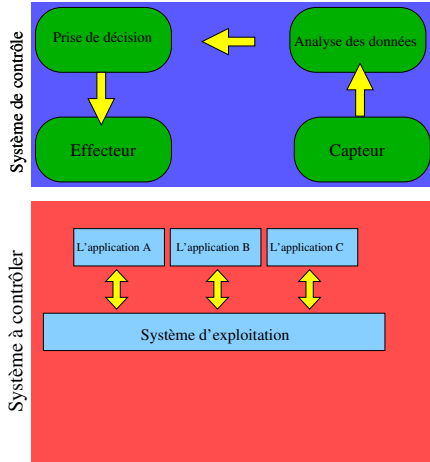 Système de contrôle
Prise de décision
Analyse des données
Effecteur
Capteur
Système à contrôler
L'application A
L'application B
L'application C
Système d'exploitation